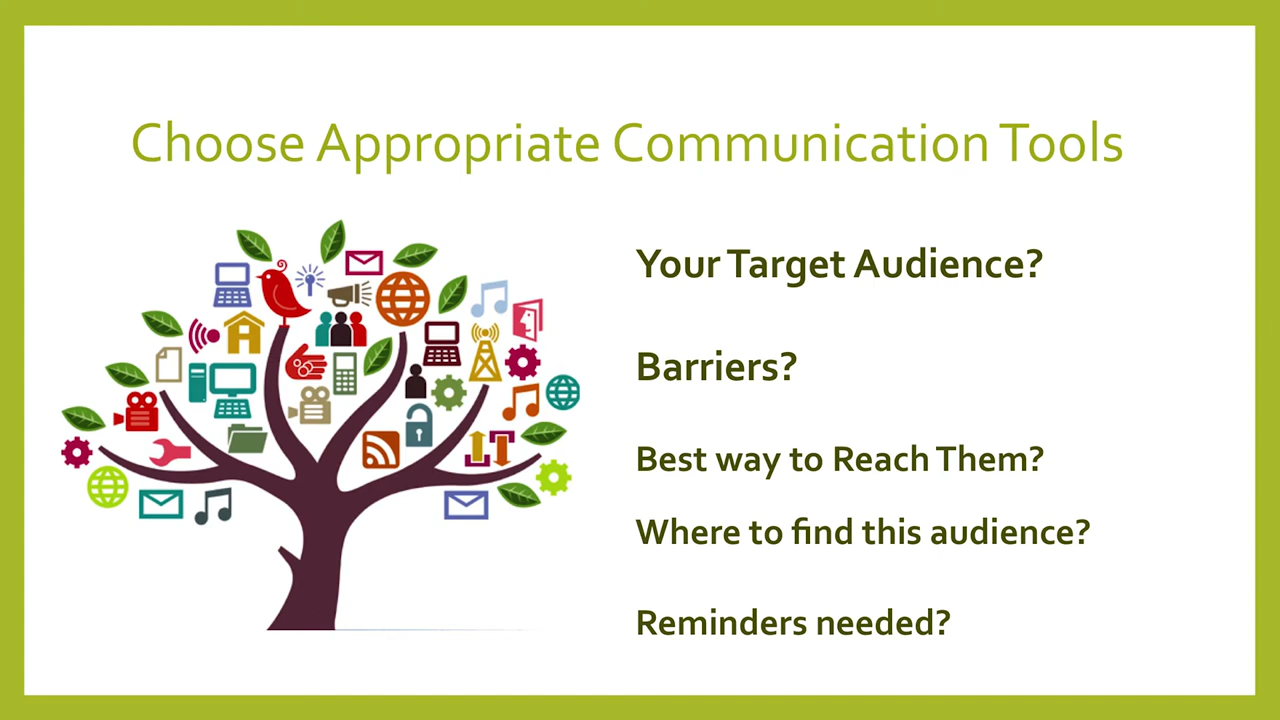 Choose Appropriate Communication Tools
Your Target Audience?
Barriers?
Best way to Reach Them?
Where to find this audience?
Reminders needed?